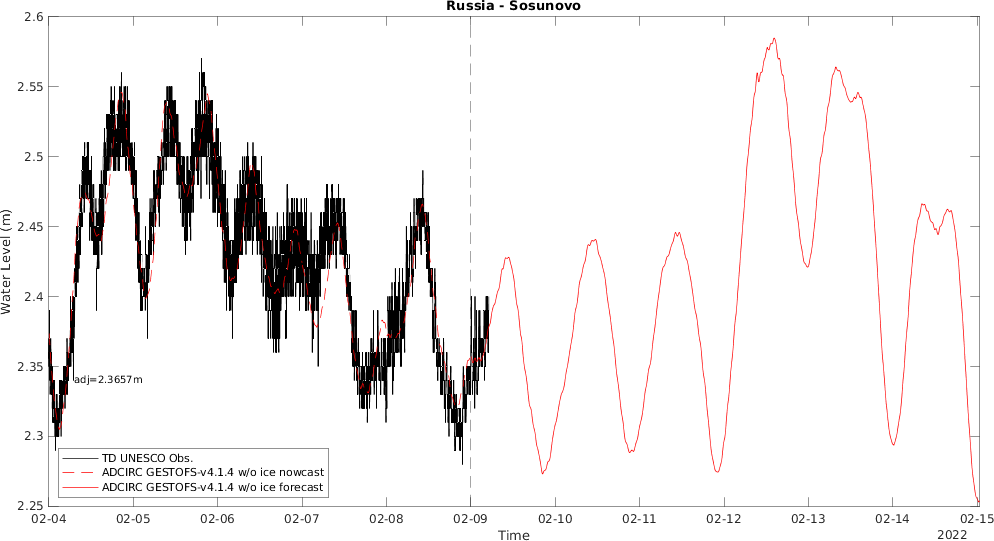 Russia - Sosunovo
Water Level (m)
2.6
2.55
2.5
2.45
2.4
2.35
2.3
2.25
adj=2.3657m
TD UNESCO Obs.
ADCIRC GESTOFS-v4.1.4 w/o ice nowcast
ADCIRC GESTOFS-v4.1.4 w/o ice forecast
02-04 02-05 02-06 02-07 02-08 02-09 02-10 02-11 02-12 02-13 02-14 02-15
Time
2022